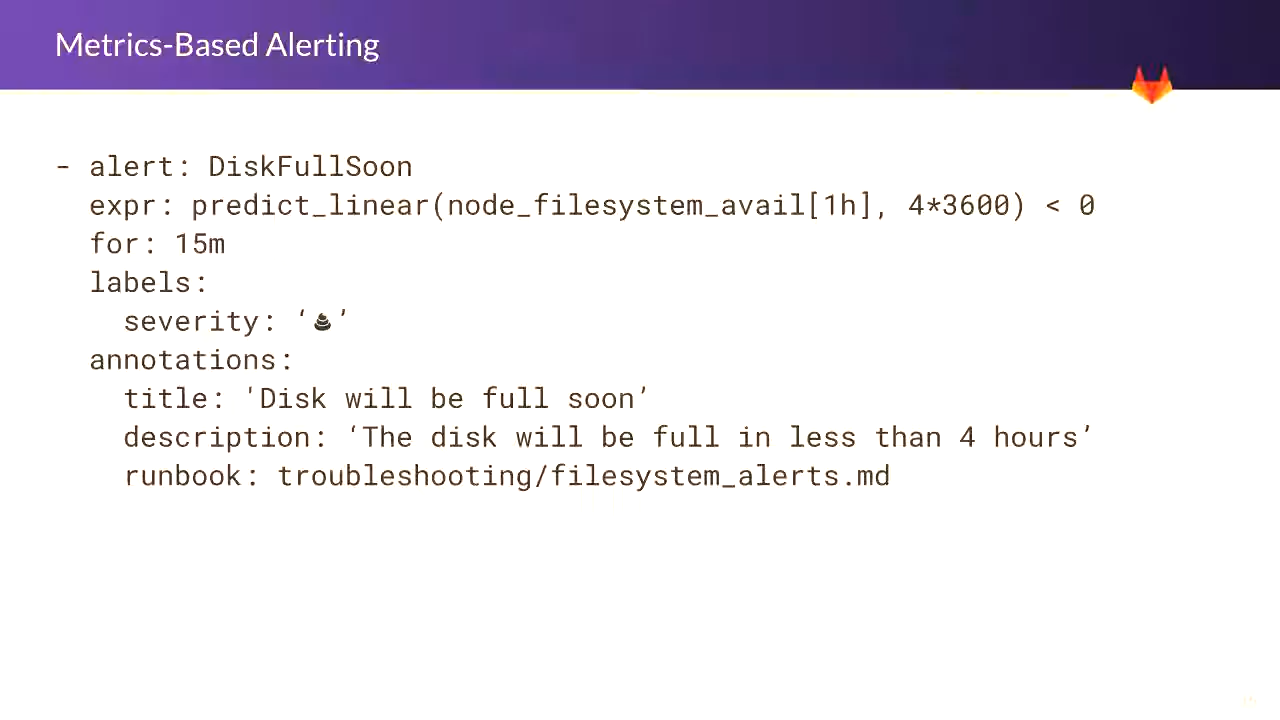 Metrics-Based Alerting
- alert: DiskFullSoon
expr: predict_linear(node_filesystem_avail[1h], 4*3600) < 0
for: 15m
labels:
severity: ‘💩’
annotations:
title: 'Disk will be full soon’
description: ‘The disk will be full in less than 4 hours’
runbook: troubleshooting/filesystem_alerts.md